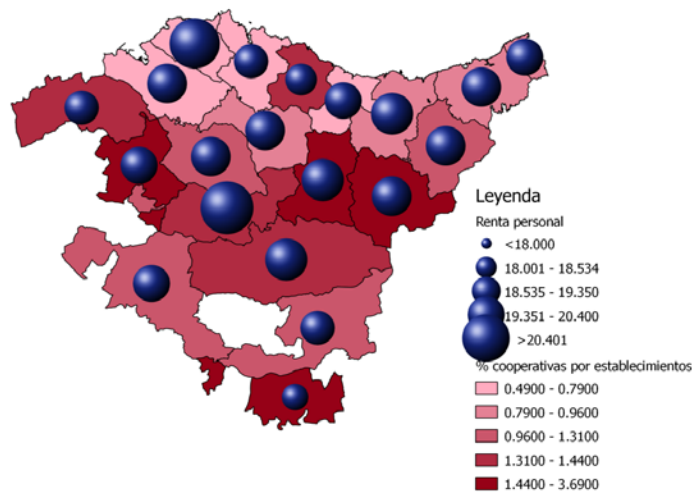 Leyenda
Renta personal
<18.000
18.001 - 18.534
18.535 - 19.350
19.351 - 20.400
>20.401
% cooperativas por establecimientos
0.4900 - 0.7900
0.7900 - 0.9600
0.9600 - 1.3100
1.3100 - 1.4400
1.4400 - 3.6900